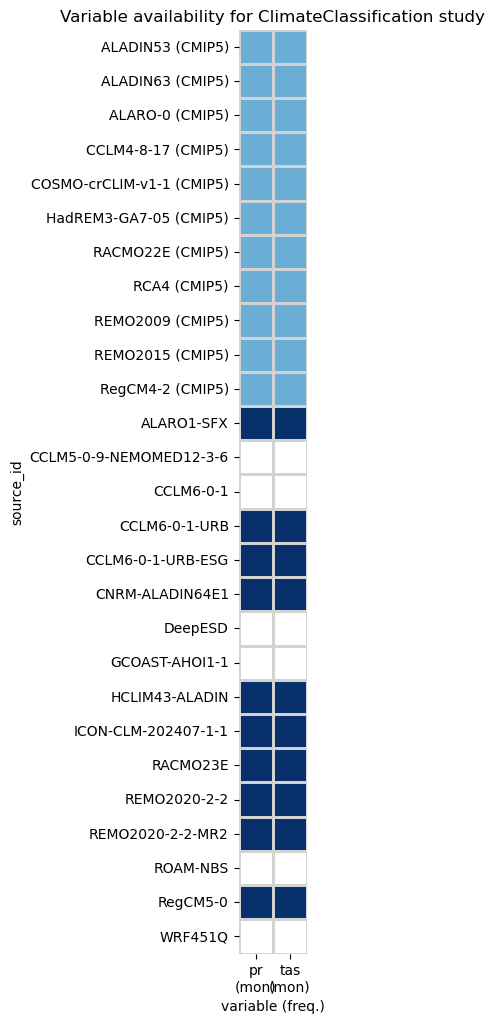 Variable availability for ClimateClassification study
ALADIN53 (CMIP5)
ALADIN63 (CMIP5)
ALARO-0 (CMIP5)
CCLM4-8-17 (CMIP5)
COSMO-crCLIM-v1-1 (CMIP5)
HadREM3-GA7-05 (CMIP5)
RACMO22E (CMIP5)
RCA4 (CMIP5)
REMO2009 (CMIP5)
REMO2015 (CMIP5)
RegCM4-2 (CMIP5)
ALARO1-SFX
CCLM5-0-9-NEMOMED12-3-6
CCLM6-0-1
CCLM6-0-1-URB
CCLM6-0-1-URB-ESG
CNRM-ALADIN64E1
DeepESD
GCOAST-AHOI1-1
HCLIM43-ALADIN
ICON-CLM-202407-1-1
RACMO23E
REMO2020-2-2
REMO2020-2-2-MR2
ROAM-NBS
RegCM5-0
WRF451Q
source_id
pr tas
(mon) (mon)
variable (freq.)